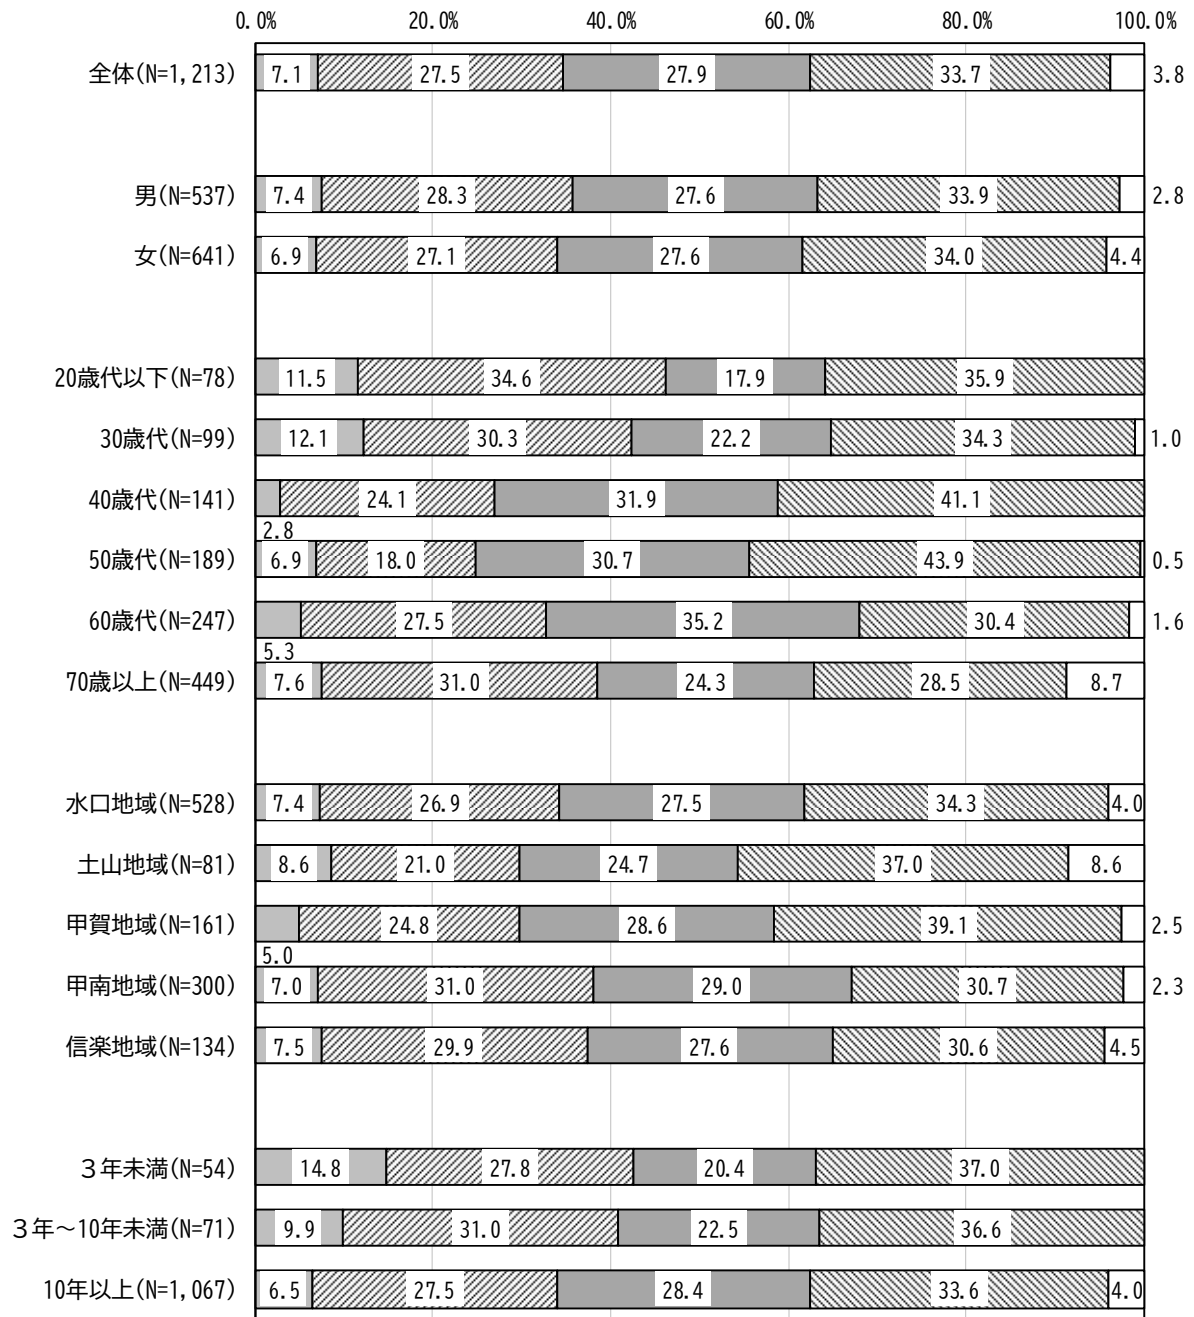 0.0% 20.0% 40.0% 60.0% 80.0% 100.0%
全体(N=1,213) 7.1 27.5 27.9 33.7 3.8
男(N=537) 7.4 28.3 27.6 33.9 2.8
女(N=641) 6.9 27.1 27.6 34.0 4.4
20歳代以下(N=78) 11.5 34.6 17.9 35.9
30歳代(N=99) 12.1 30.3 22.2 34.3 1.0
40歳代(N=141) 24.1 31.9 41.1
2.8
50歳代(N=189) 6.9 18.0 30.7 43.9 0.5
60歳代(N=247) 27.5 35.2 30.4 1.6
5.3
70歳以上(N=449) 7.6 31.0 24.3 28.5 8.7
水口地域(N=528) 7.4 26.9 27.5 34.3 4.0
土山地域(N=81) 8.6 21.0 24.7 37.0 8.6
甲賀地域(N=161) 24.8 28.6 39.1 2.5
5.0
甲南地域(N=300) 7.0 31.0 29.0 30.7 2.3
信楽地域(N=134) 7.5 29.9 27.6 30.6 4.5
３年未満(N=54) 14.8 27.8 20.4 37.0
３年～10年未満(N=71) 9.9 31.0 22.5 36.6
10年以上(N=1,067) 6.5 27.5 28.4 33.6 4.0